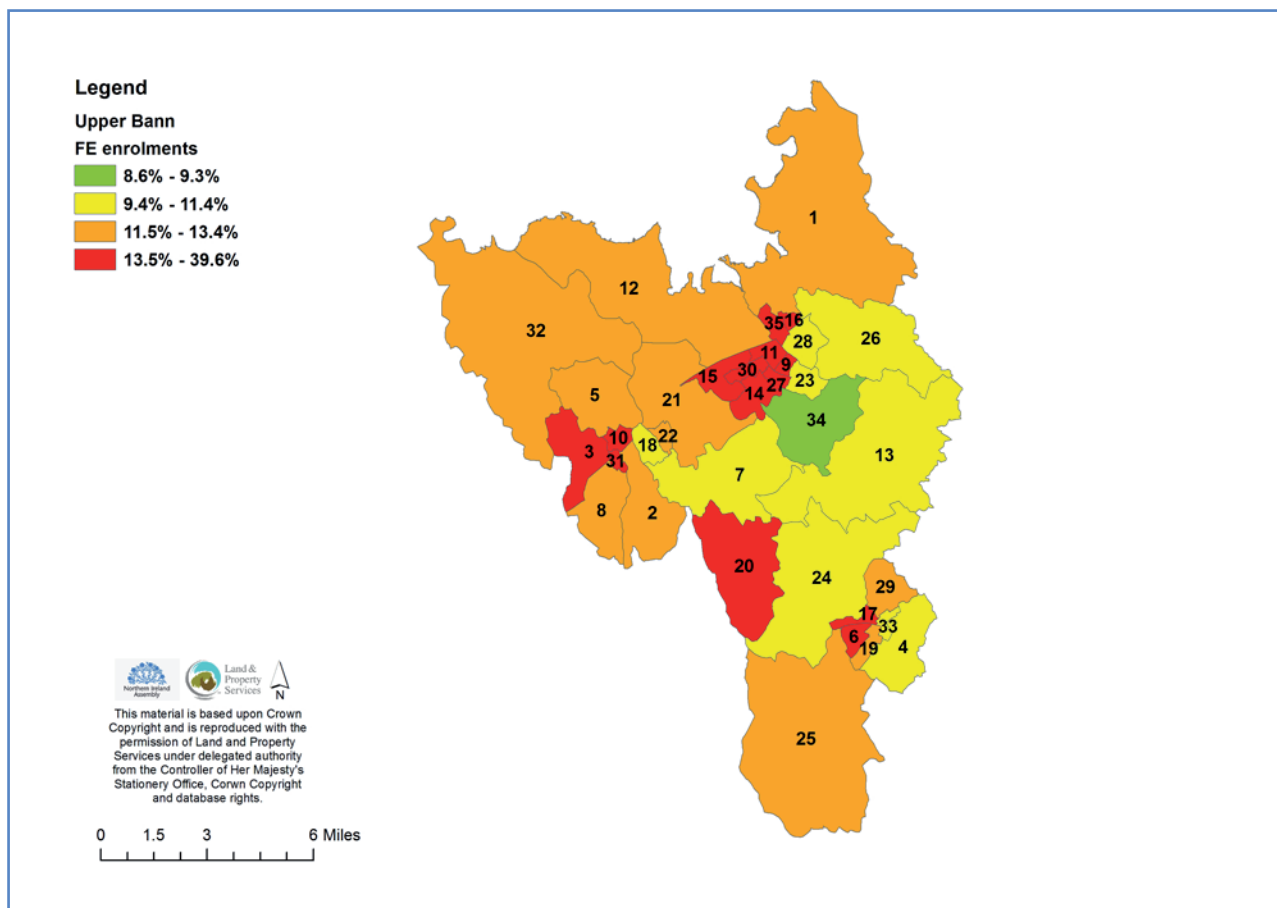 Legend
Upper Bann
FE enrolments
8.6% - 9.3%
9.4% - 11.4%
11.5% - 13.4%
13.5% - 39.6%
1
12
32
35
16
26
28
11
9
30
15
23
5
14
27
21
34
10
22
18
3
13
31
7
8
2
20
24
29
17
33
6
19
4
25
Northern Ireland
Assembly
Land &
Property
Services
N
This material is based upon Crown
Copyright and is reproduced with the
permission of Land and Property
Services under delegated authority
from the Controller of Her Majesty's
Stationery Office, Corwn Copyright
and database rights.
0 1.5 3 6 Miles